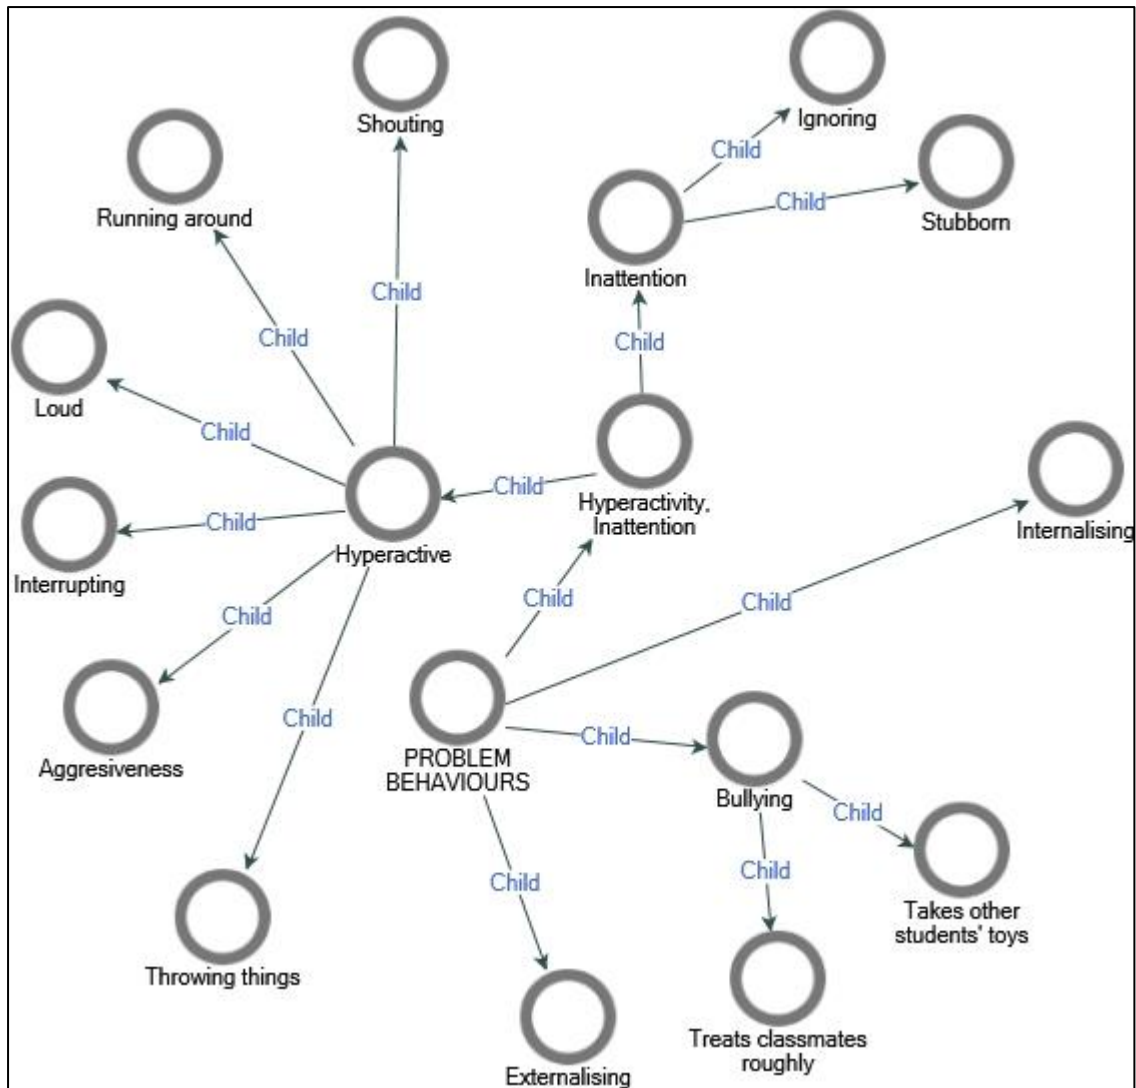 Shouting
Ignoring
Child
Running around
Child
Stubborn
Inattention
Child
Child
Child
Loud
Child
Hyperactive
Child
Hyperactivity,
Inattention
Internalising
Child
Interrupting
Child
Child
Child
Aggresiveness
Child
Child
PROBLEM
BEHAVIOURS
Bullying
Child
Child
Child
Takes other
students' toys
Throwing things
Treats classmates
roughly
Externalising